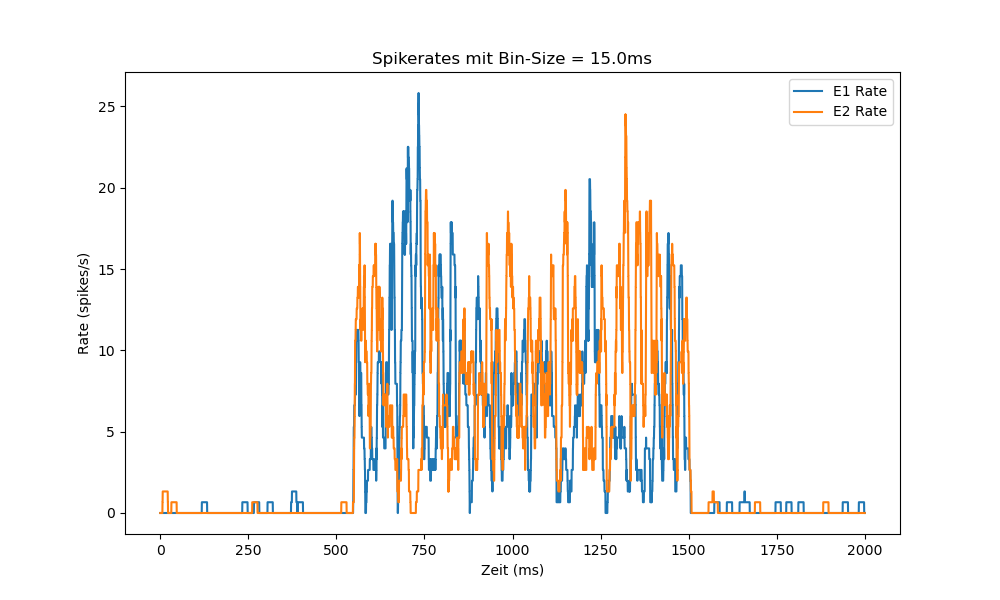 Spikerates mit Bin-Size = 15.0ms
E1 Rate
E2 Rate
Rate (spikes/s)
25
20
15
10
5
0
0 250 500 750 1000 1250 1500 1750 2000
Zeit (ms)